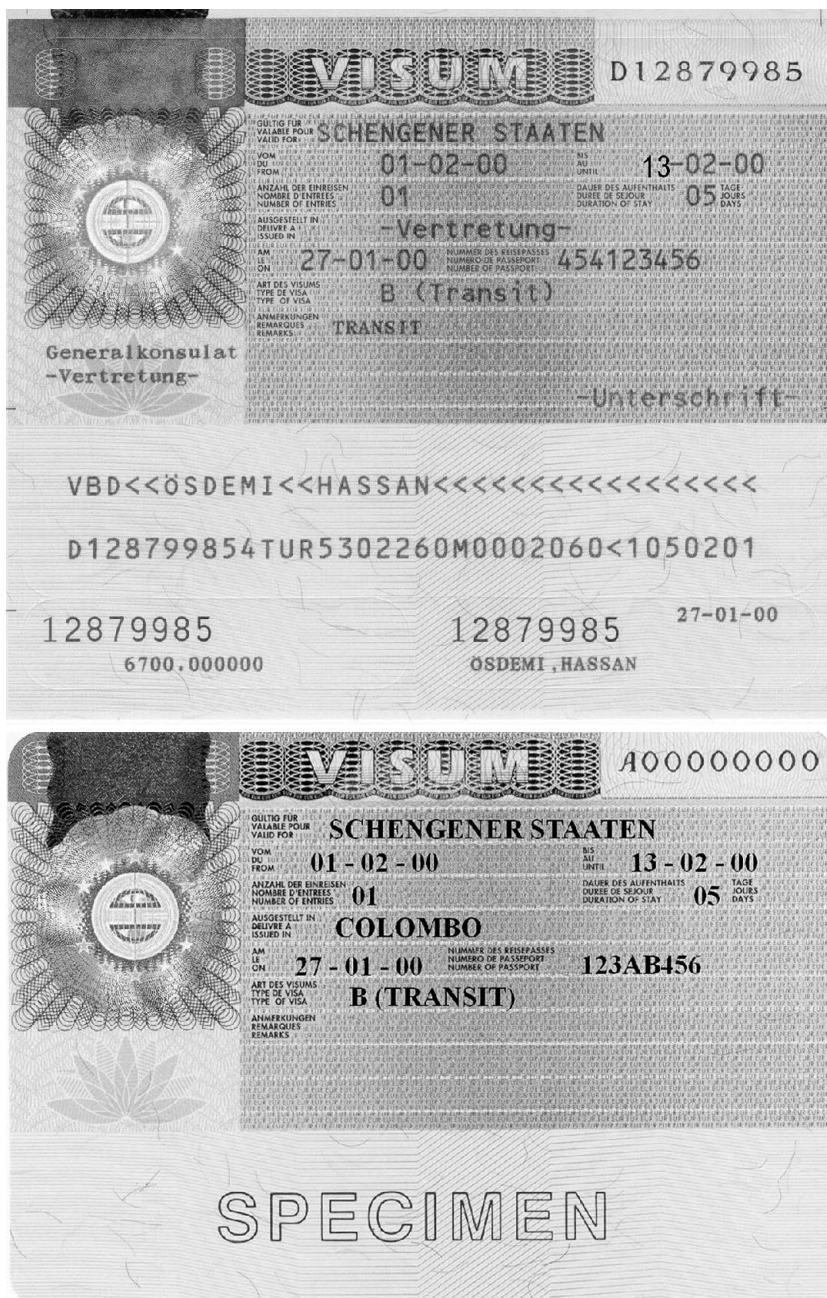 VISUM D12879985
GÜLTIG FÜR
VALABLE POUR SCHENGENER STAATEN
VALID FOR
VOM BIS
DU 01-02-00 AU 13-02-00
FROM UNTIL
ANZAHL DER EINREISEN DAUER DES AUFENTHALTS TAGE
NOMBRE D'ENTREES 01 DUREE DE SEJOUR 05 JOURS
NUMBER OF ENTRIES DURATION OF STAY DAYS
AUSGESTELLT IN
DELIVRE A -Vertretung-
ISSUED IN
AM NUMMER DES REISEPASSES
LE 27-01-00 NUMERO DE PASSEPORT 454123456
ON NUMBER OF PASSPORT
ART DES VISUMS
TYPE DE VISA B (Transit)
TYPE OF VISA
ANMERKUNGEN
REMARQUES TRANSIT
REMARKS
Generalkonsulat
-Vertretung-
-Unterschrift-
VBD<<ÖSDEMI<<HASSAN<<<<<<<<<<<<<<<<<<
D128799854TUR5302260M0002060<1050201
12879985 12879985 27-01-00
6700.000000 ÖSDEMI,HASSAN
VISUM A00000000
GÜLTIG FÜR
VALABLE POUR SCHENGENER STAATEN
VALID FOR
VOM BIS
DU 01 - 02 - 00 AU 13 - 02 - 00
FROM UNTIL
ANZAHL DER EINREISEN DAUER DES AUFENTHALTS TAGE
NOMBRE D'ENTREES 01 DUREE DE SEJOUR 05 JOURS
NUMBER OF ENTRIES DURATION OF STAY DAYS
AUSGESTELLT IN
DELIVRE A COLOMBO
ISSUED IN
AM NUMMER DES REISEPASSES
LE 27 - 01 - 00 NUMERO DE PASSEPORT 123AB456
ON NUMBER OF PASSPORT
ART DES VISUMS
TYPE DE VISA B (TRANSIT)
TYPE OF VISA
ANMERKUNGEN
REMARQUES
REMARKS
SPECIMEN